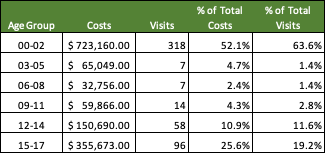 % of Total % of Total
Age Group Costs Visits Costs Visits
00-02 $ 723,160.00 318 52.1% 63.6%
03-05 $ 65,049.00 7 4.7% 1.4%
06-08 $ 32,756.00 7 2.4% 1.4%
09-11 $ 59,866.00 14 4.3% 2.8%
12-14 $ 150,690.00 58 10.9% 11.6%
15-17 $ 355,673.00 96 25.6% 19.2%